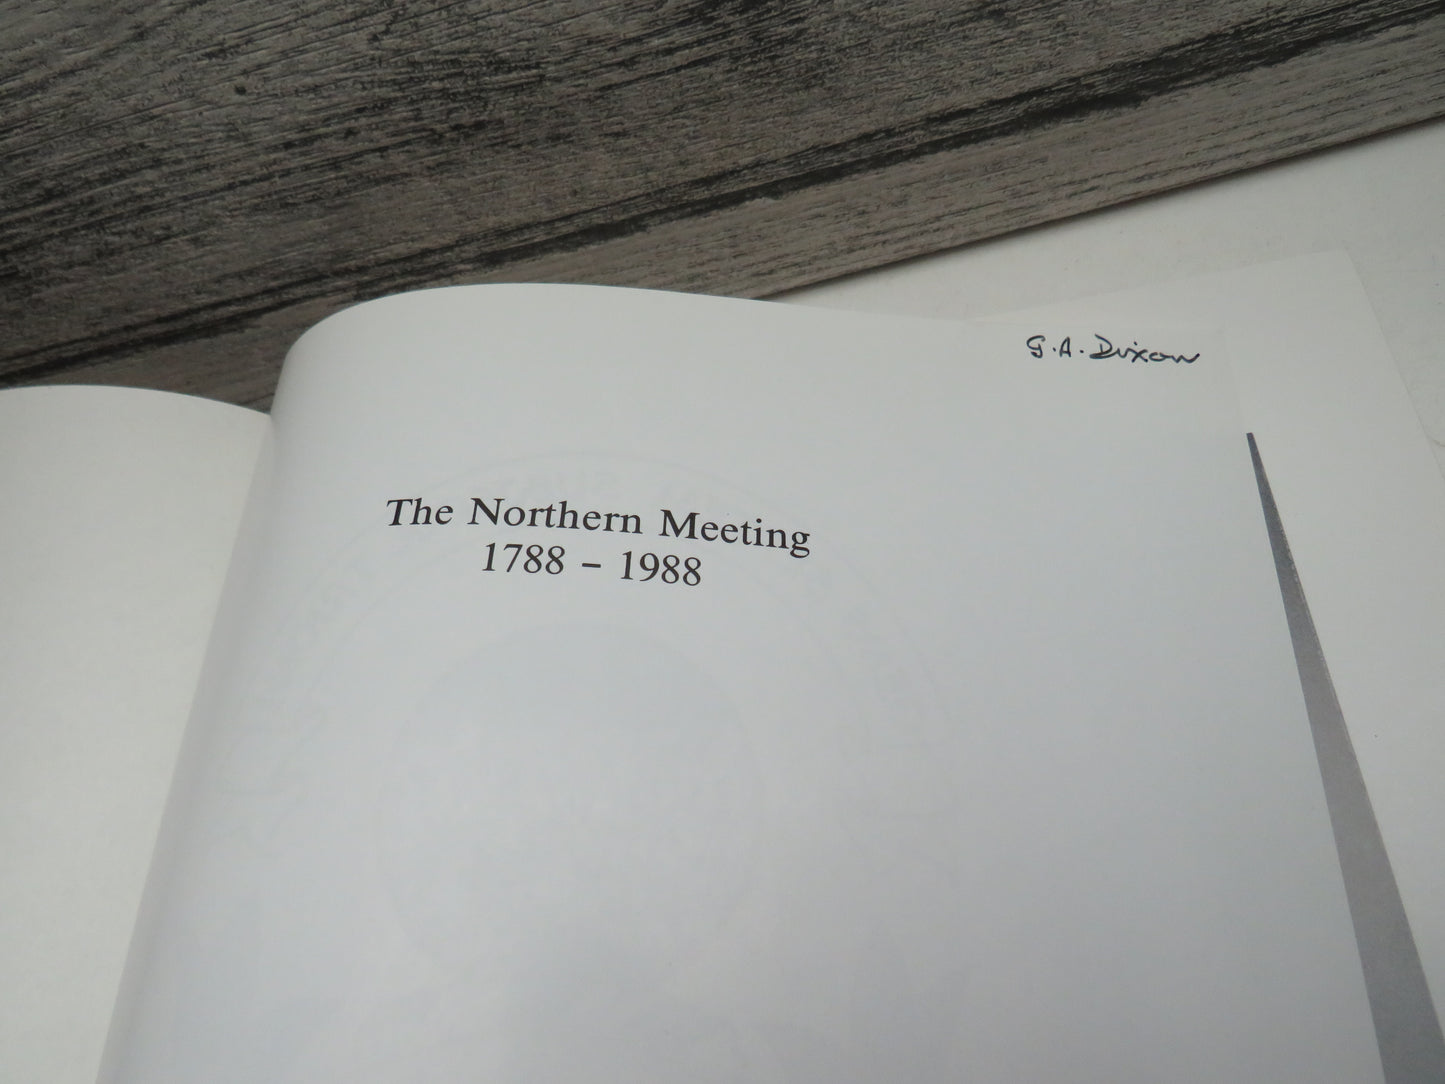 G.A. Dixon
The Northern Meeting
1788 – 1988